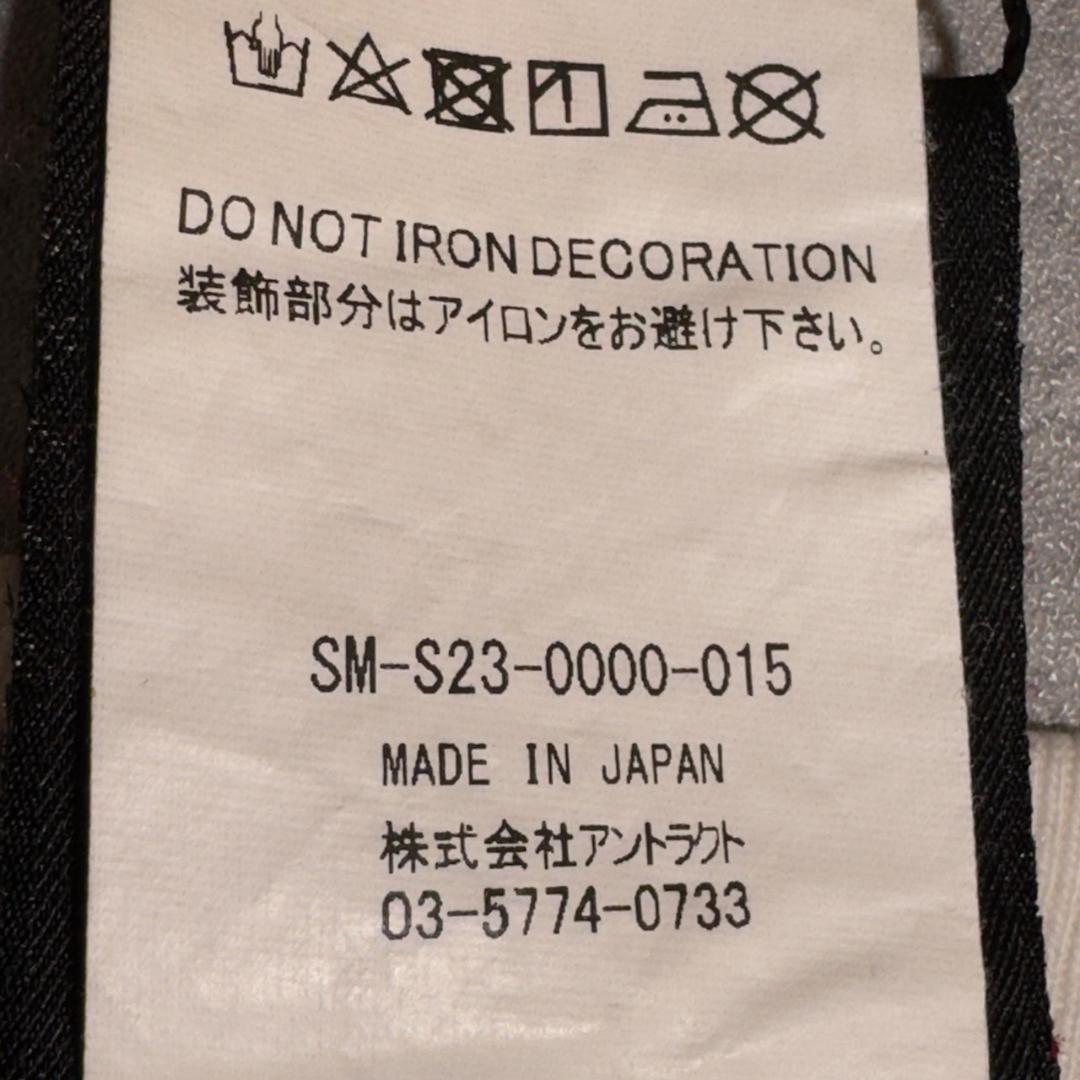 DO NOT IRON DECORATION
装飾部分はアイロンをお避け下さい。
SM-S23-0000-015
MADE IN JAPAN
株式会社アントラクト
03-5774-0733